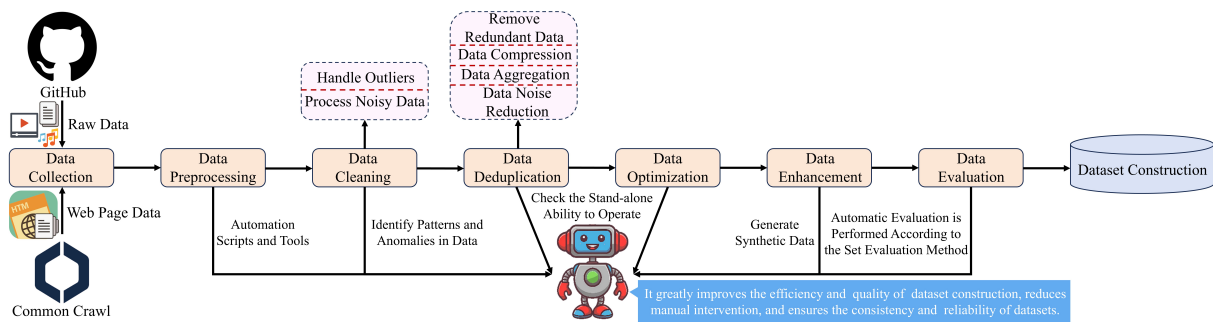 GitHub
Raw Data
Handle Outliers
Process Noisy Data
Remove
Redundant Data
Data Compression
Data Aggregation
Data Noise
Reduction
Data
Collection
Data
Preprocessing
Data
Cleaning
Data
Deduplication
Data
Optimization
Data
Enhancement
Data
Evaluation
Dataset Construction
HTM
Web Page Data
Common Crawl
Automation
Scripts and Tools
Identify Patterns and
Anomalies in Data
Check the Stand-alone
Ability to Operate
Generate
Synthetic Data
Automatic Evaluation is
Performed According to
the Set Evaluation Method
It greatly improves the efficiency and quality of dataset construction, reduces
manual intervention, and ensures the consistency and reliability of datasets.